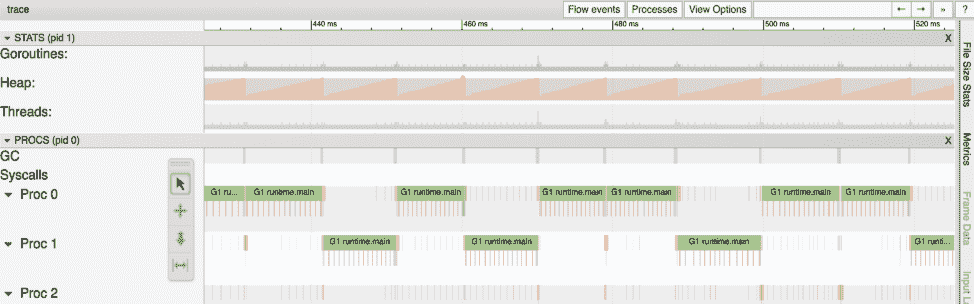 trace Flow events Processes View Options ← → » ?
440 ms 460 ms 480 ms 500 ms 520 ms
STATS (pid 1) X
Goroutines:
Heap:
Threads:
PROCS (pid 0) X
GC
Syscalls
Proc 0 G1 ru... G1 runtime.main G1 runtime.main G1 runtime.main G1 runtime.main G1 runtime.main G1 runtime.main
Proc 1 G1 runtime.main G1 runtime.main G1 runtime.main G1 runti...
Proc 2
File Size Stats
Metrics
Frame Data